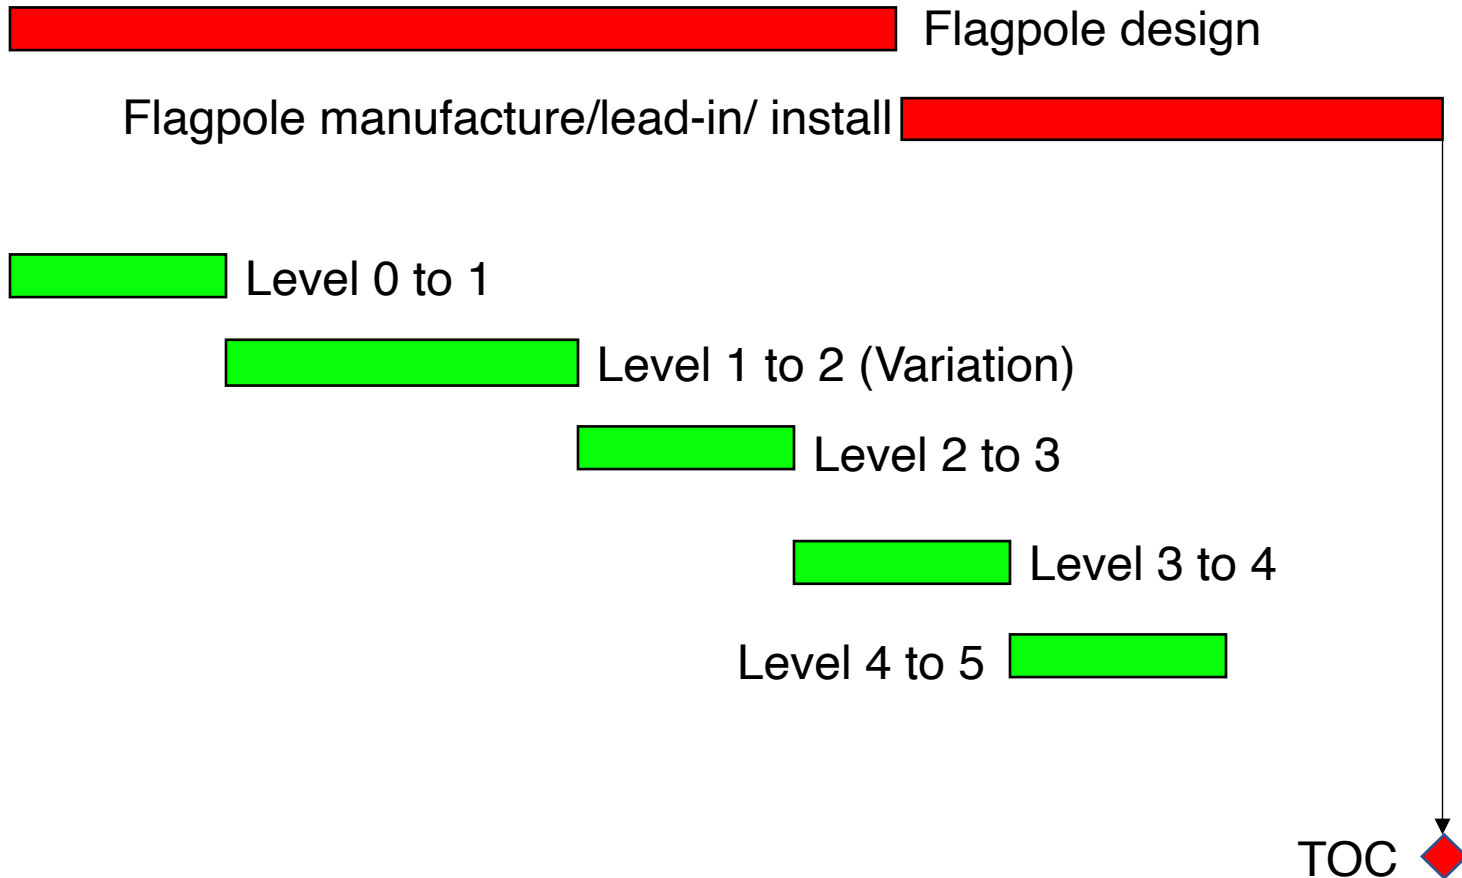 Flagpole design
Flagpole manufacture/lead-in/ install
Level 0 to 1
Level 1 to 2 (Variation)
Level 2 to 3
Level 3 to 4
Level 4 to 5
TOC